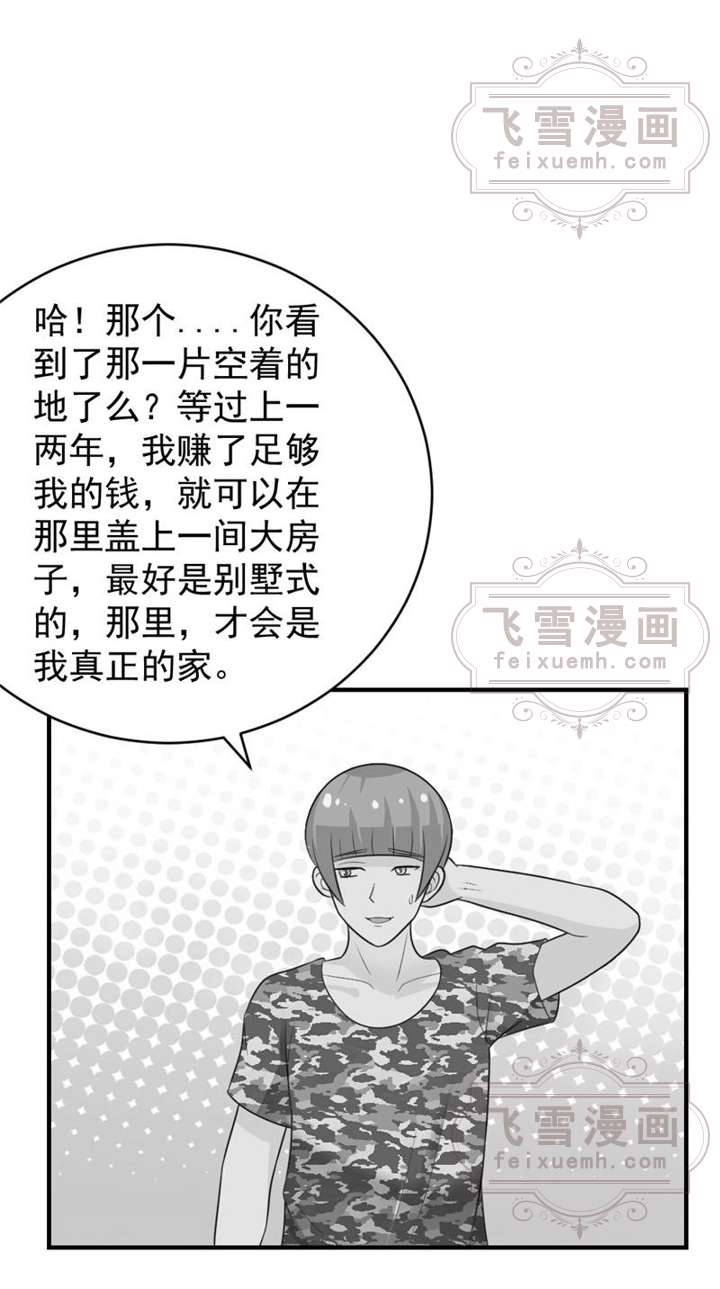 飞雪漫画
feixuemh.com
哈！那个....你看
到了那一片空着的
地了么？等过上一
两年，我赚了足够
我的钱，就可以在
那里盖上一间大房
子，最好是别墅式
的，那里，才会是
我真正的家。
飞雪漫画
feixuemh.com
飞雪漫画
feixuemh.com